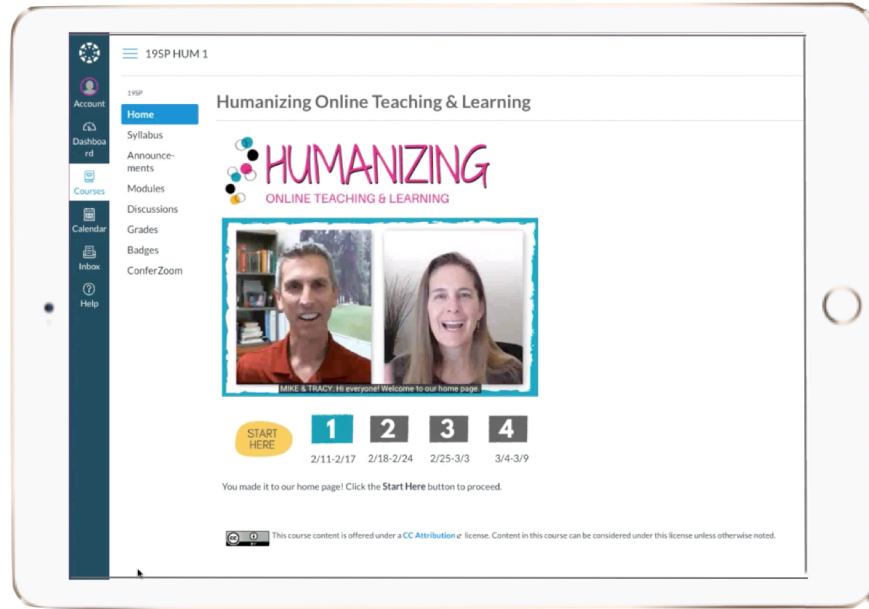 19SP HUM 1
Account
Dashboa
rd
Courses
Calendar
Inbox
Help
19SP
Home
Syllabus
Announce-
ments
Modules
Discussions
Grades
Badges
ConferZoom
Humanizing Online Teaching & Learning
HUMANIZING
ONLINE TEACHING & LEARNING
MIKE & TRACY: Hi everyone! Welcome to our home page.
START
HERE
1 2 3 4
2/11-2/17 2/18-2/24 2/25-3/3 3/4-3/9
You made it to our home page! Click the Start Here button to proceed.
cc BY
This course content is offered under a CC Attribution license. Content in this course can be considered under this license unless otherwise noted.